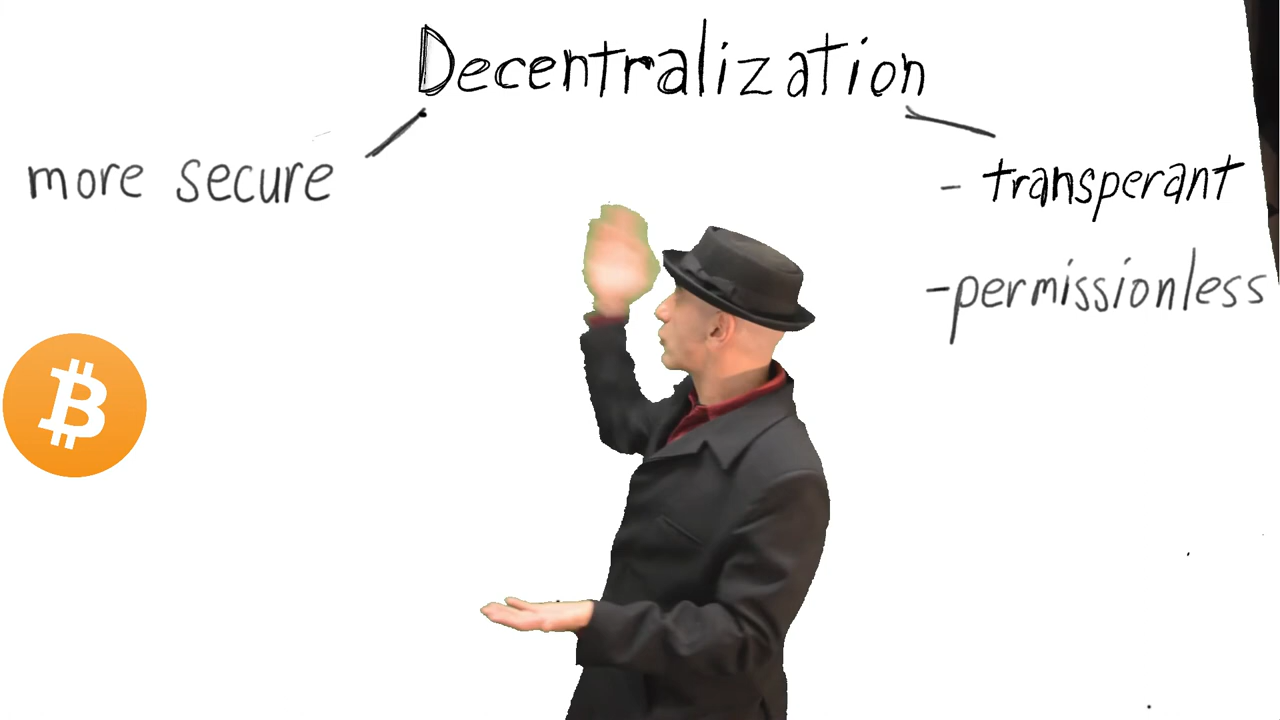 Decentralization
more secure
- transperant
-permissionless